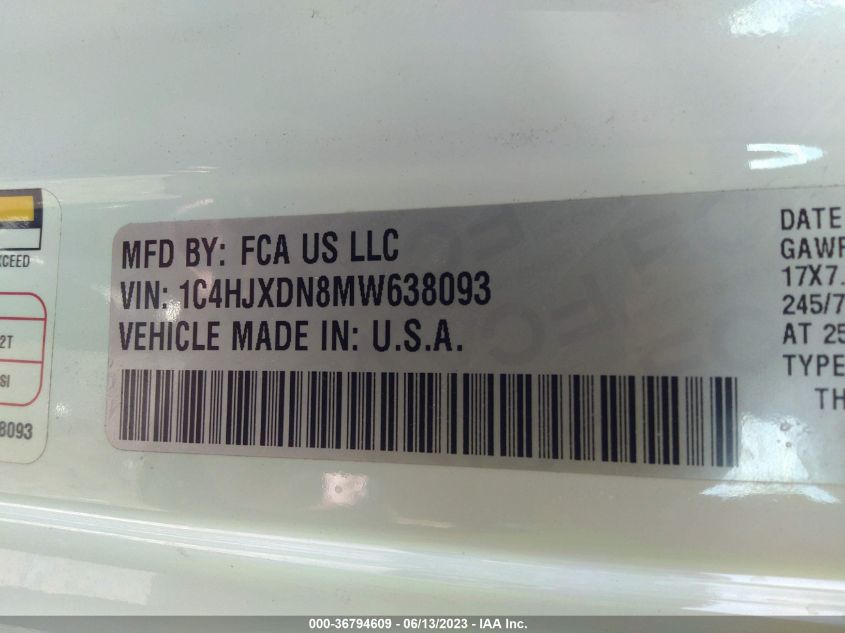 XCEED
2T
SI
8093
MFD BY: FCA US LLC
VIN: 1C4HJXDN8MW638093
VEHICLE MADE IN: U.S.A.
DATE
GAWR
17X7.
245/7
AT 25
TYPE
TH
000-36794609 - 06/13/2023 - IAA Inc.